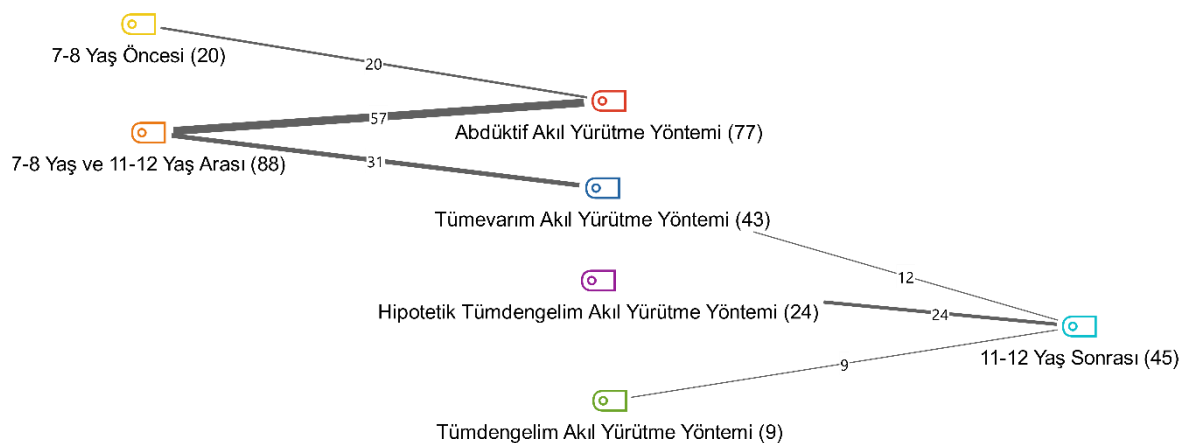 7-8 Yaş Öncesi (20)
20
Abdüktif Akıl Yürütme Yöntemi (77)
57
7-8 Yaş ve 11-12 Yaş Arası (88)
31
Tümevarım Akıl Yürütme Yöntemi (43)
12
Hipotetik Tümdengelim Akıl Yürütme Yöntemi (24)
24
11-12 Yaş Sonrası (45)
9
Tümdengelim Akıl Yürütme Yöntemi (9)